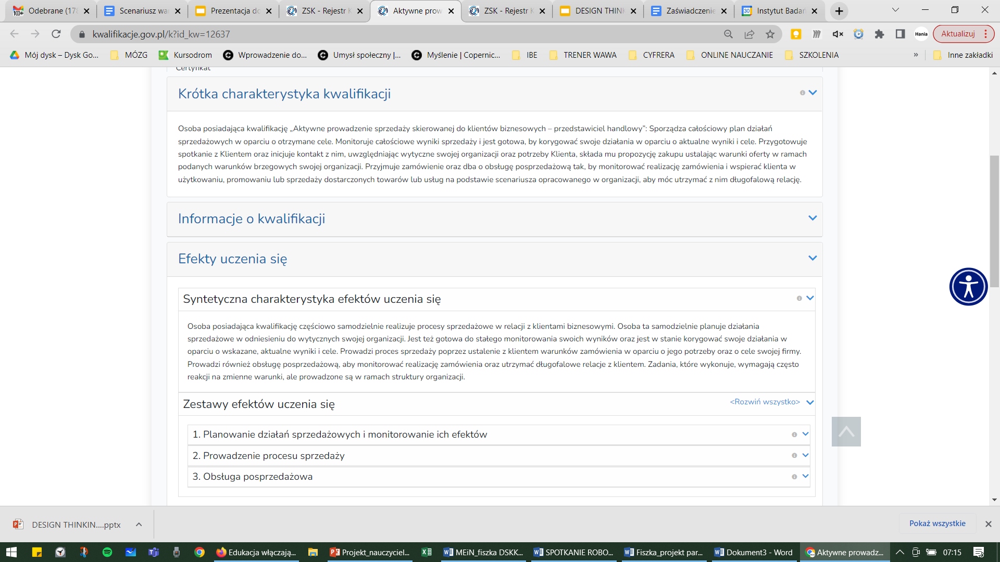 Odebrane (178
Scenariusz wa
Prezentacja do
ZSK - Rejestr K
Aktywne prow
ZSK - Rejestr K
DESIGN THINK
Zaświadczenie
Instytut Badań
kwalifikacje.gov.pl/k?id_kw=12637
Hania
Aktualizuj
Mój dysk – Dysk Go...
MÓZG
Kursodrom
Wprowadzenie do...
Umysł społeczny |...
Myślenie | Copernic...
IBE
TRENER WAWA
CYFRERA
ONLINE NAUCZANIE
SZKOLENIA
»
Inne zakładki
Certyfikat
Krótka charakterystyka kwalifikacji
Osoba posiadająca kwalifikację „Aktywne prowadzenie sprzedaży skierowanej do klientów biznesowych – przedstawiciel handlowy”: Sporządza całościowy plan działań
sprzedażowych w oparciu o otrzymane cele. Monitoruje całościowe wyniki sprzedaży i jest gotowa, by korygować swoje działania w oparciu o aktualne wyniki i cele. Przygotowuje
spotkanie z Klientem oraz inicjuje kontakt z nim, uwzględniając wytyczne swojej organizacji oraz potrzeby Klienta, składa mu propozycję zakupu ustalając warunki oferty w ramach
podanych warunków brzegowych swojej organizacji. Przyjmuje zamówienie oraz dba o obsługę posprzedażową tak, by monitorować realizację zamówienia i wspierać klienta w
użytkowaniu, promowaniu lub sprzedaży dostarczonych towarów lub usług na podstawie scenariusza opracowanego w organizacji, aby móc utrzymać z nim długofalową relację.
Informacje o kwalifikacji
Efekty uczenia się
Syntetyczna charakterystyka efektów uczenia się
Osoba posiadająca kwalifikację częściowo samodzielnie realizuje procesy sprzedażowe w relacji z klientami biznesowymi. Osoba ta samodzielnie planuje działania
sprzedażowe w odniesieniu do wytycznych swojej organizacji. Jest też gotowa do stałego monitorowania swoich wyników oraz jest w stanie korygować swoje działania w
oparciu o wskazane, aktualne wyniki i cele. Prowadzi proces sprzedaży poprzez ustalenie z klientem warunków zamówienia w oparciu o jego potrzeby oraz o cele swojej firmy.
Prowadzi również obsługę posprzedażową, aby monitorować realizację zamówienia oraz utrzymać długofalowe relacje z klientem. Zadania, które wykonuje, wymagają często
reakcji na zmienne warunki, ale prowadzone są w ramach struktury organizacji.
Zestawy efektów uczenia się
<Rozwiń wszystko>
1. Planowanie działań sprzedażowych i monitorowanie ich efektów
2. Prowadzenie procesu sprzedaży
3. Obsługa posprzedażowa
DESIGN THINKIN....pptx
Pokaż wszystkie
Edukacja włączają...
Projekt_nauczyciel...
MEiN_fiszka DSKK...
SPOTKANIE ROBO...
Fiszka_projekt par...
Dokument3 - Word
Aktywne prowadz...
07:15